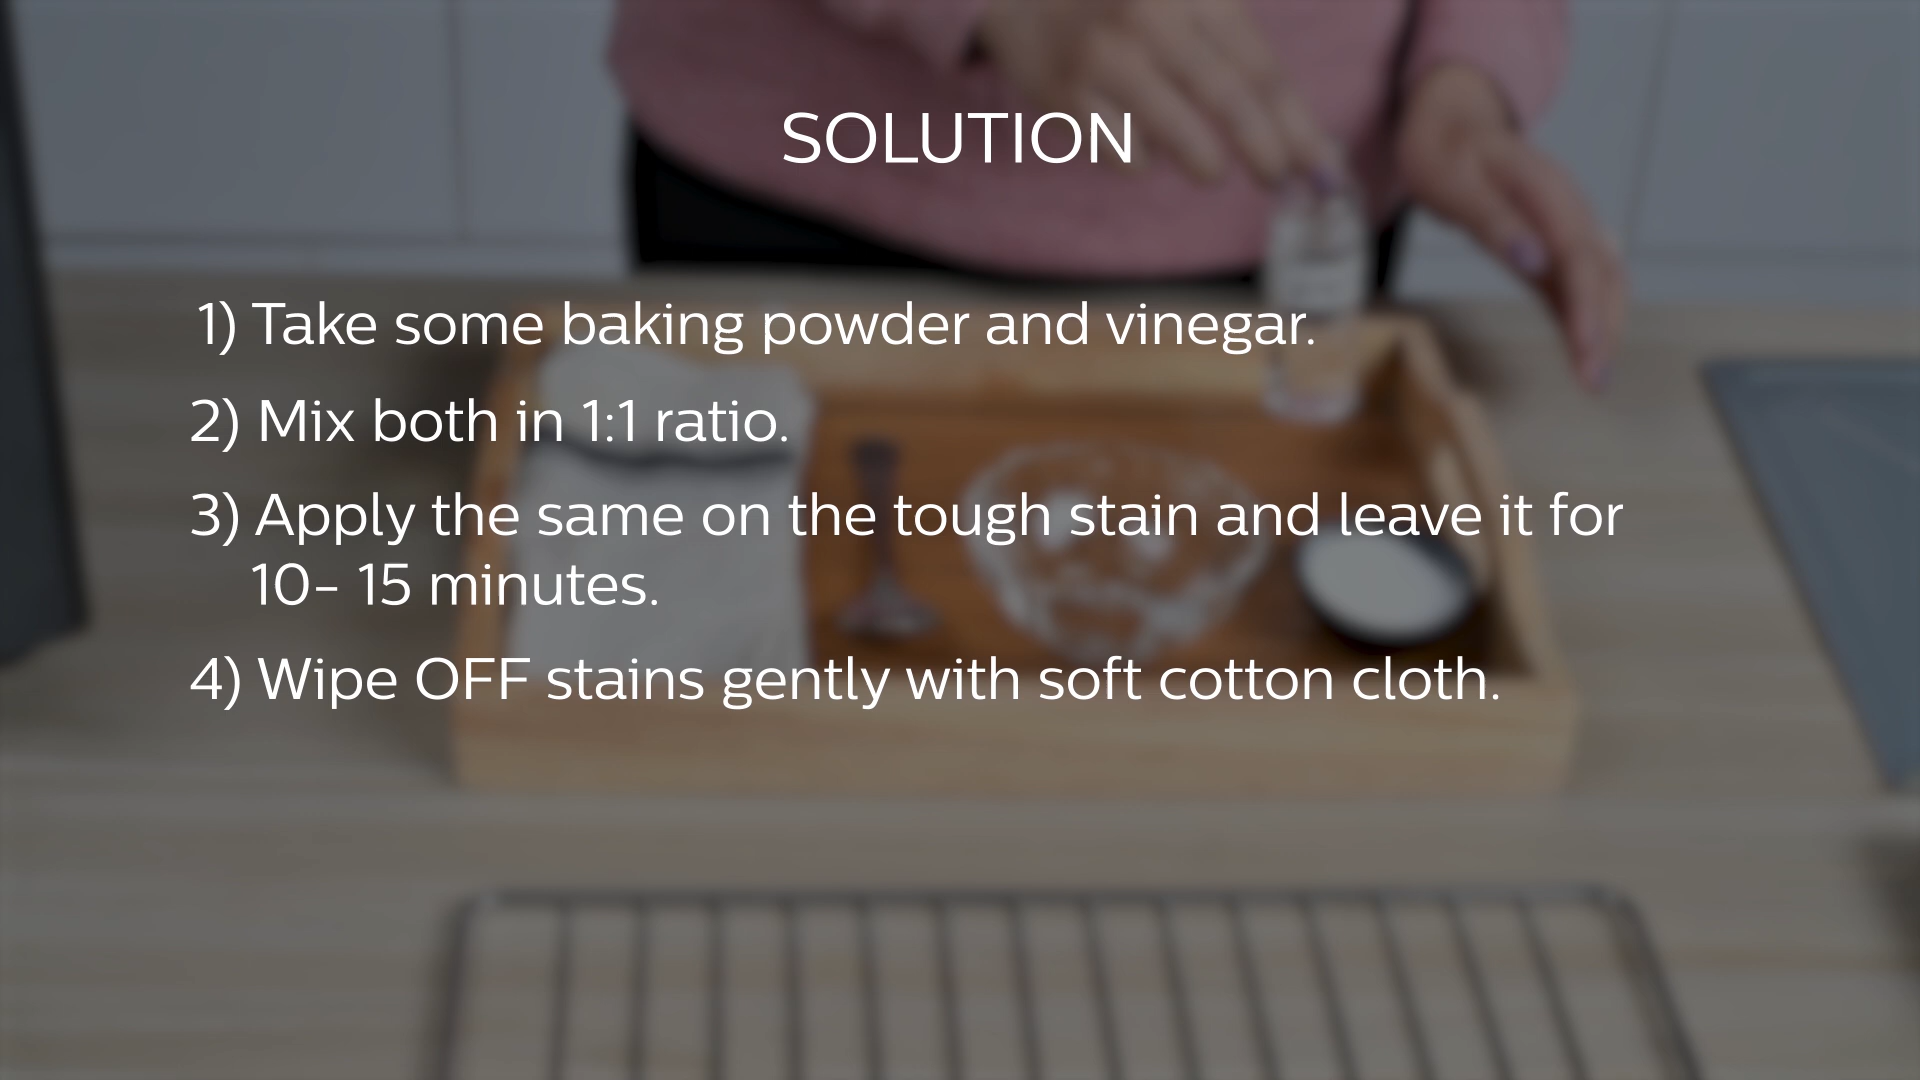 SOLUTION
1) Take some baking powder and vinegar.
2) Mix both in 1:1 ratio.
3) Apply the same on the tough stain and leave it for
10- 15 minutes.
4) Wipe OFF stains gently with soft cotton cloth.